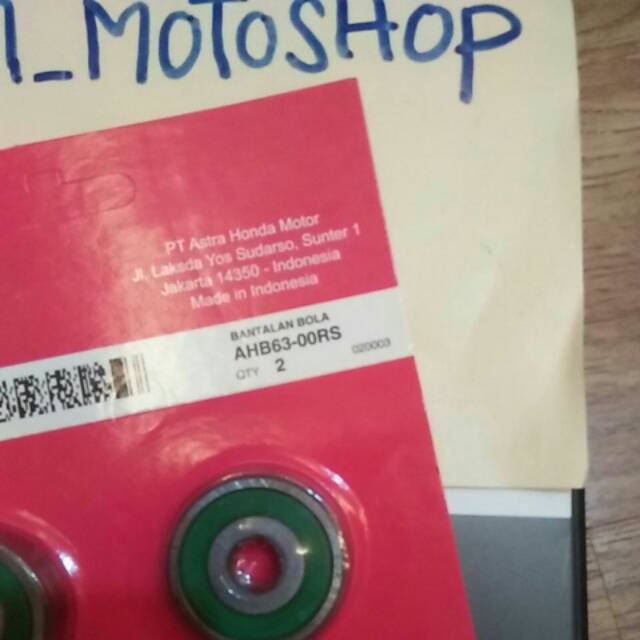 _MOTOSHOP
PT Astra Honda Motor
Jl. Laksda Yos Sudarso, Sunter 1
Jakarta 14350 - Indonesia
Made in Indonesia
BANTALAN BOLA
AHB63-00RS
QTY 2
020003